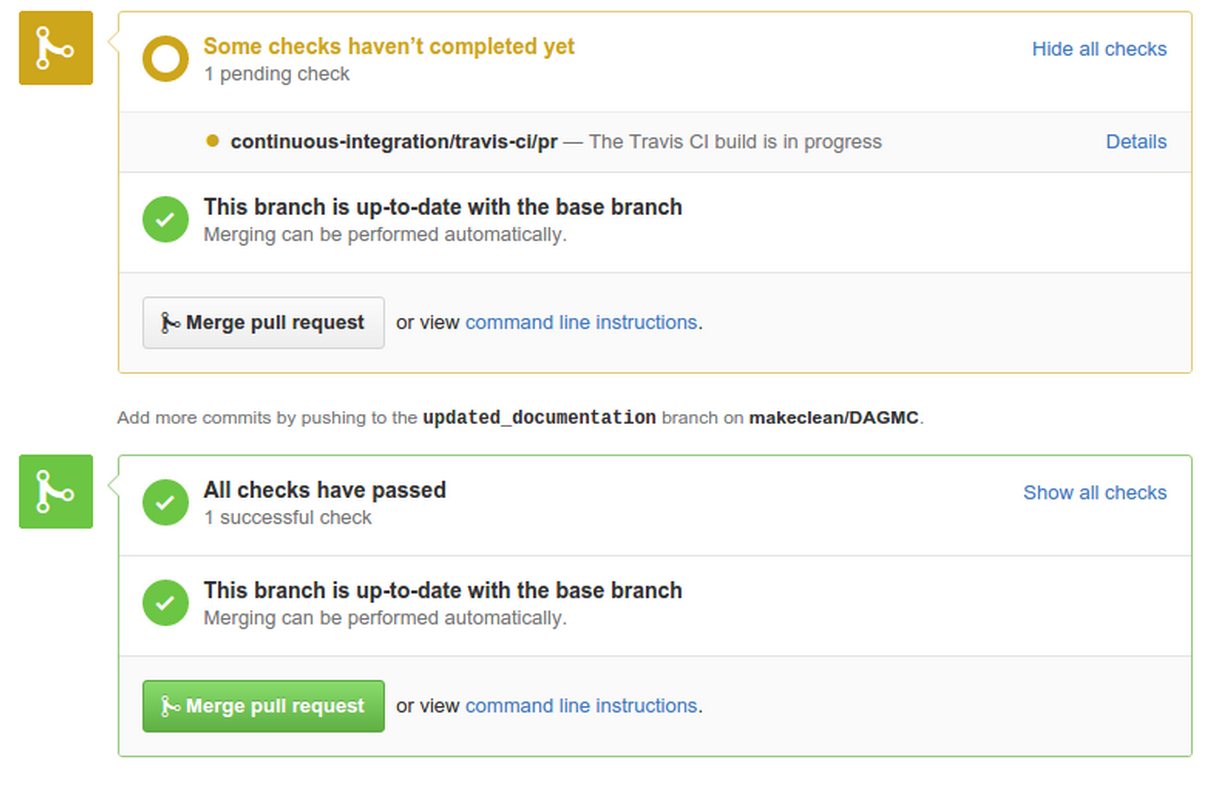 Some checks haven’t completed yet
Hide all checks
1 pending check
continuous-integration/travis-ci/pr — The Travis CI build is in progress
Details
This branch is up-to-date with the base branch
Merging can be performed automatically.
Merge pull request or view command line instructions.
Add more commits by pushing to the updated_documentation branch on makeclean/DAGMC.
All checks have passed
Show all checks
1 successful check
This branch is up-to-date with the base branch
Merging can be performed automatically.
Merge pull request or view command line instructions.